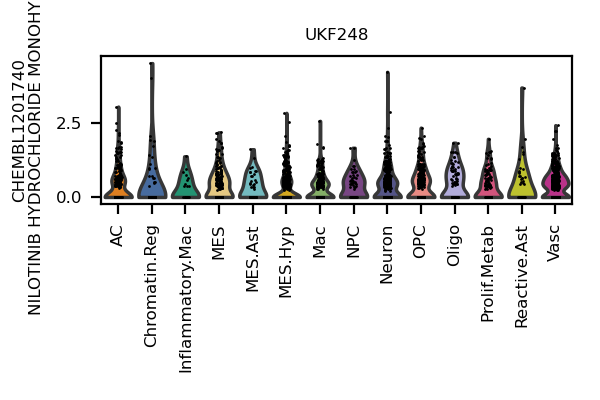 UKF248
CHEMBL1201740
NILOTINIB HYDROCHLORIDE MONOHY
2.5
0.0
AC
Chromatin.Reg
Inflammatory.Mac
MES
MES.Ast
MES.Hyp
Mac
NPC
Neuron
OPC
Oligo
Prolif.Metab
Reactive.Ast
Vasc